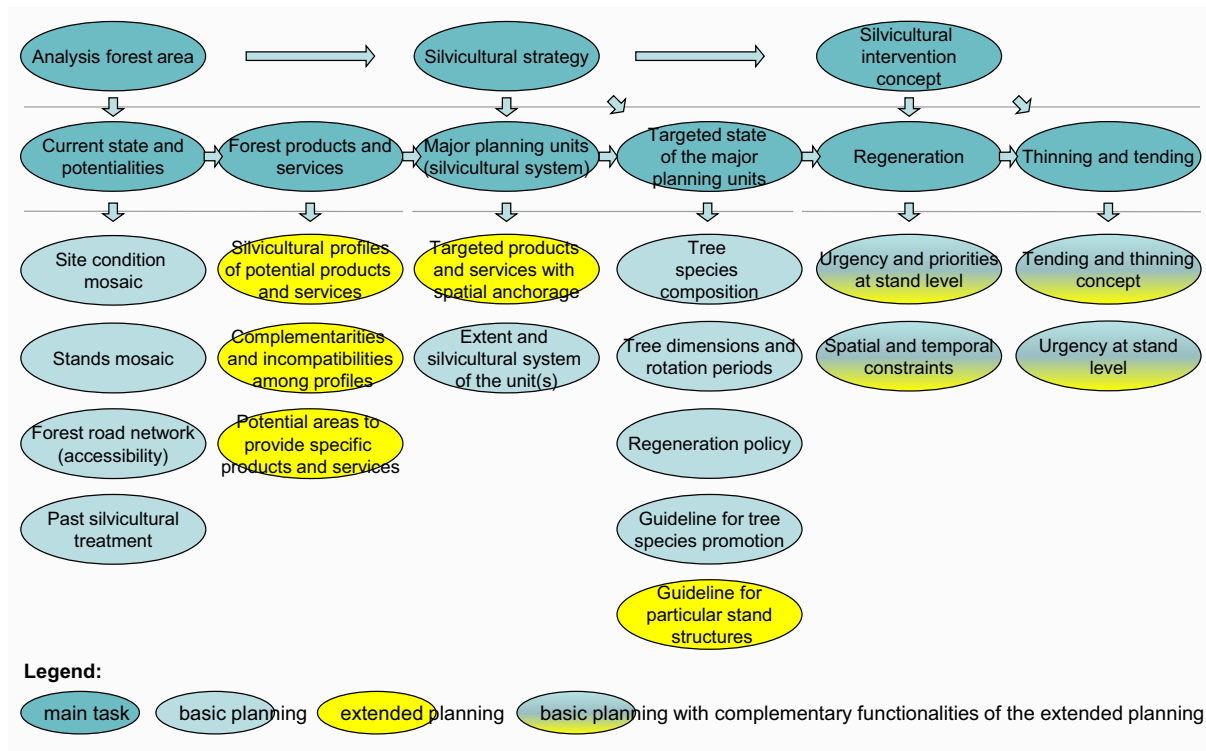 Analysis forest area
Silvicultural strategy
Silvicultural
intervention
concept
Current state and
potentialities
Forest products and
services
Major planning units
(silvicultural system)
Targeted state
of the major
planning units
Regeneration
Thinning and tending
Site condition
mosaic
Silvicultural profiles
of potential products
and services
Targeted products
and services with
spatial anchorage
Tree
species
composition
Urgency and priorities
at stand level
Tending and thinning
concept
Stands mosaic
Complementarities
and incompatibilities
among profiles
Extent and
silvicultural system
of the unit(s)
Tree dimensions and
rotation periods
Spatial and temporal
constraints
Urgency at stand
level
Forest road network
(accessibility)
Potential areas to
provide specific
products and services
Regeneration policy
Past silvicultural
treatment
Guideline for tree
species promotion
Guideline for
particular stand
structures
Legend:
main task
basic planning
extended planning
basic planning with complementary functionalities of the extended planning